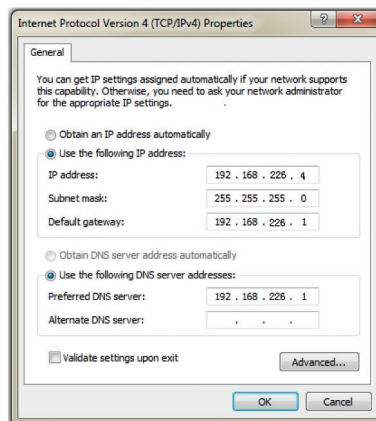 Internet Protocol Version 4 (TCP/IPv4) Properties
General
You can get IP settings assigned automatically if your network supports
this capability. Otherwise, you need to ask your network administrator
for the appropriate IP settings.
Obtain an IP address automatically
Use the following IP address:
IP address: 192 . 168 . 226 . 4
Subnet mask: 255 . 255 . 255 . 0
Default gateway: 192 . 168 . 226 . 1
Obtain DNS server address automatically
Use the following DNS server addresses:
Preferred DNS server: 192 . 168 . 226 . 1
Alternate DNS server: . . .
Validate settings upon exit
Advanced...
OK Cancel